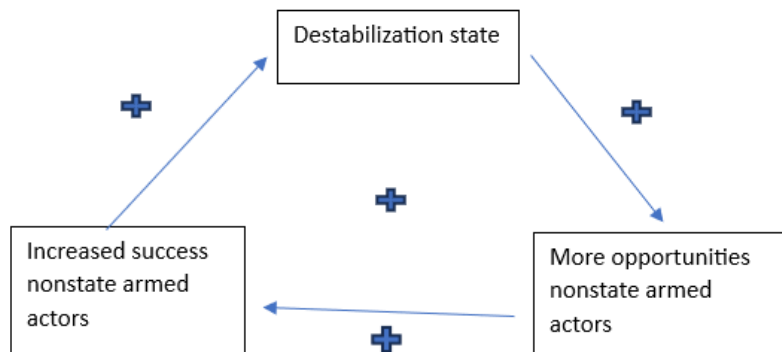 Destabilization state
Increased success
nonstate armed
actors
More opportunities
nonstate armed
actors